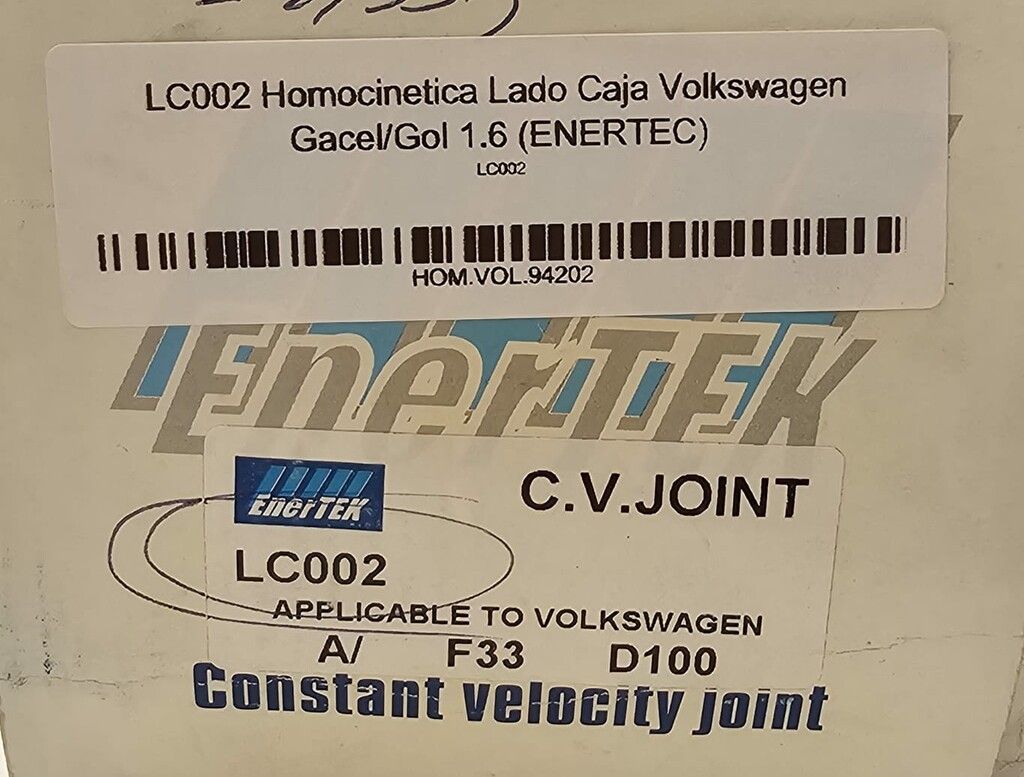 LC002 Homocinetica Lado Caja Volkswagen
Gacel/Gol 1.6 (ENERTEC)
LC002
HOM.VOL.94202
EnerTEK
EnerTEK
C.V.JOINT
LC002
APPLICABLE TO VOLKSWAGEN
A/ F33 D100
Constant velocity joint